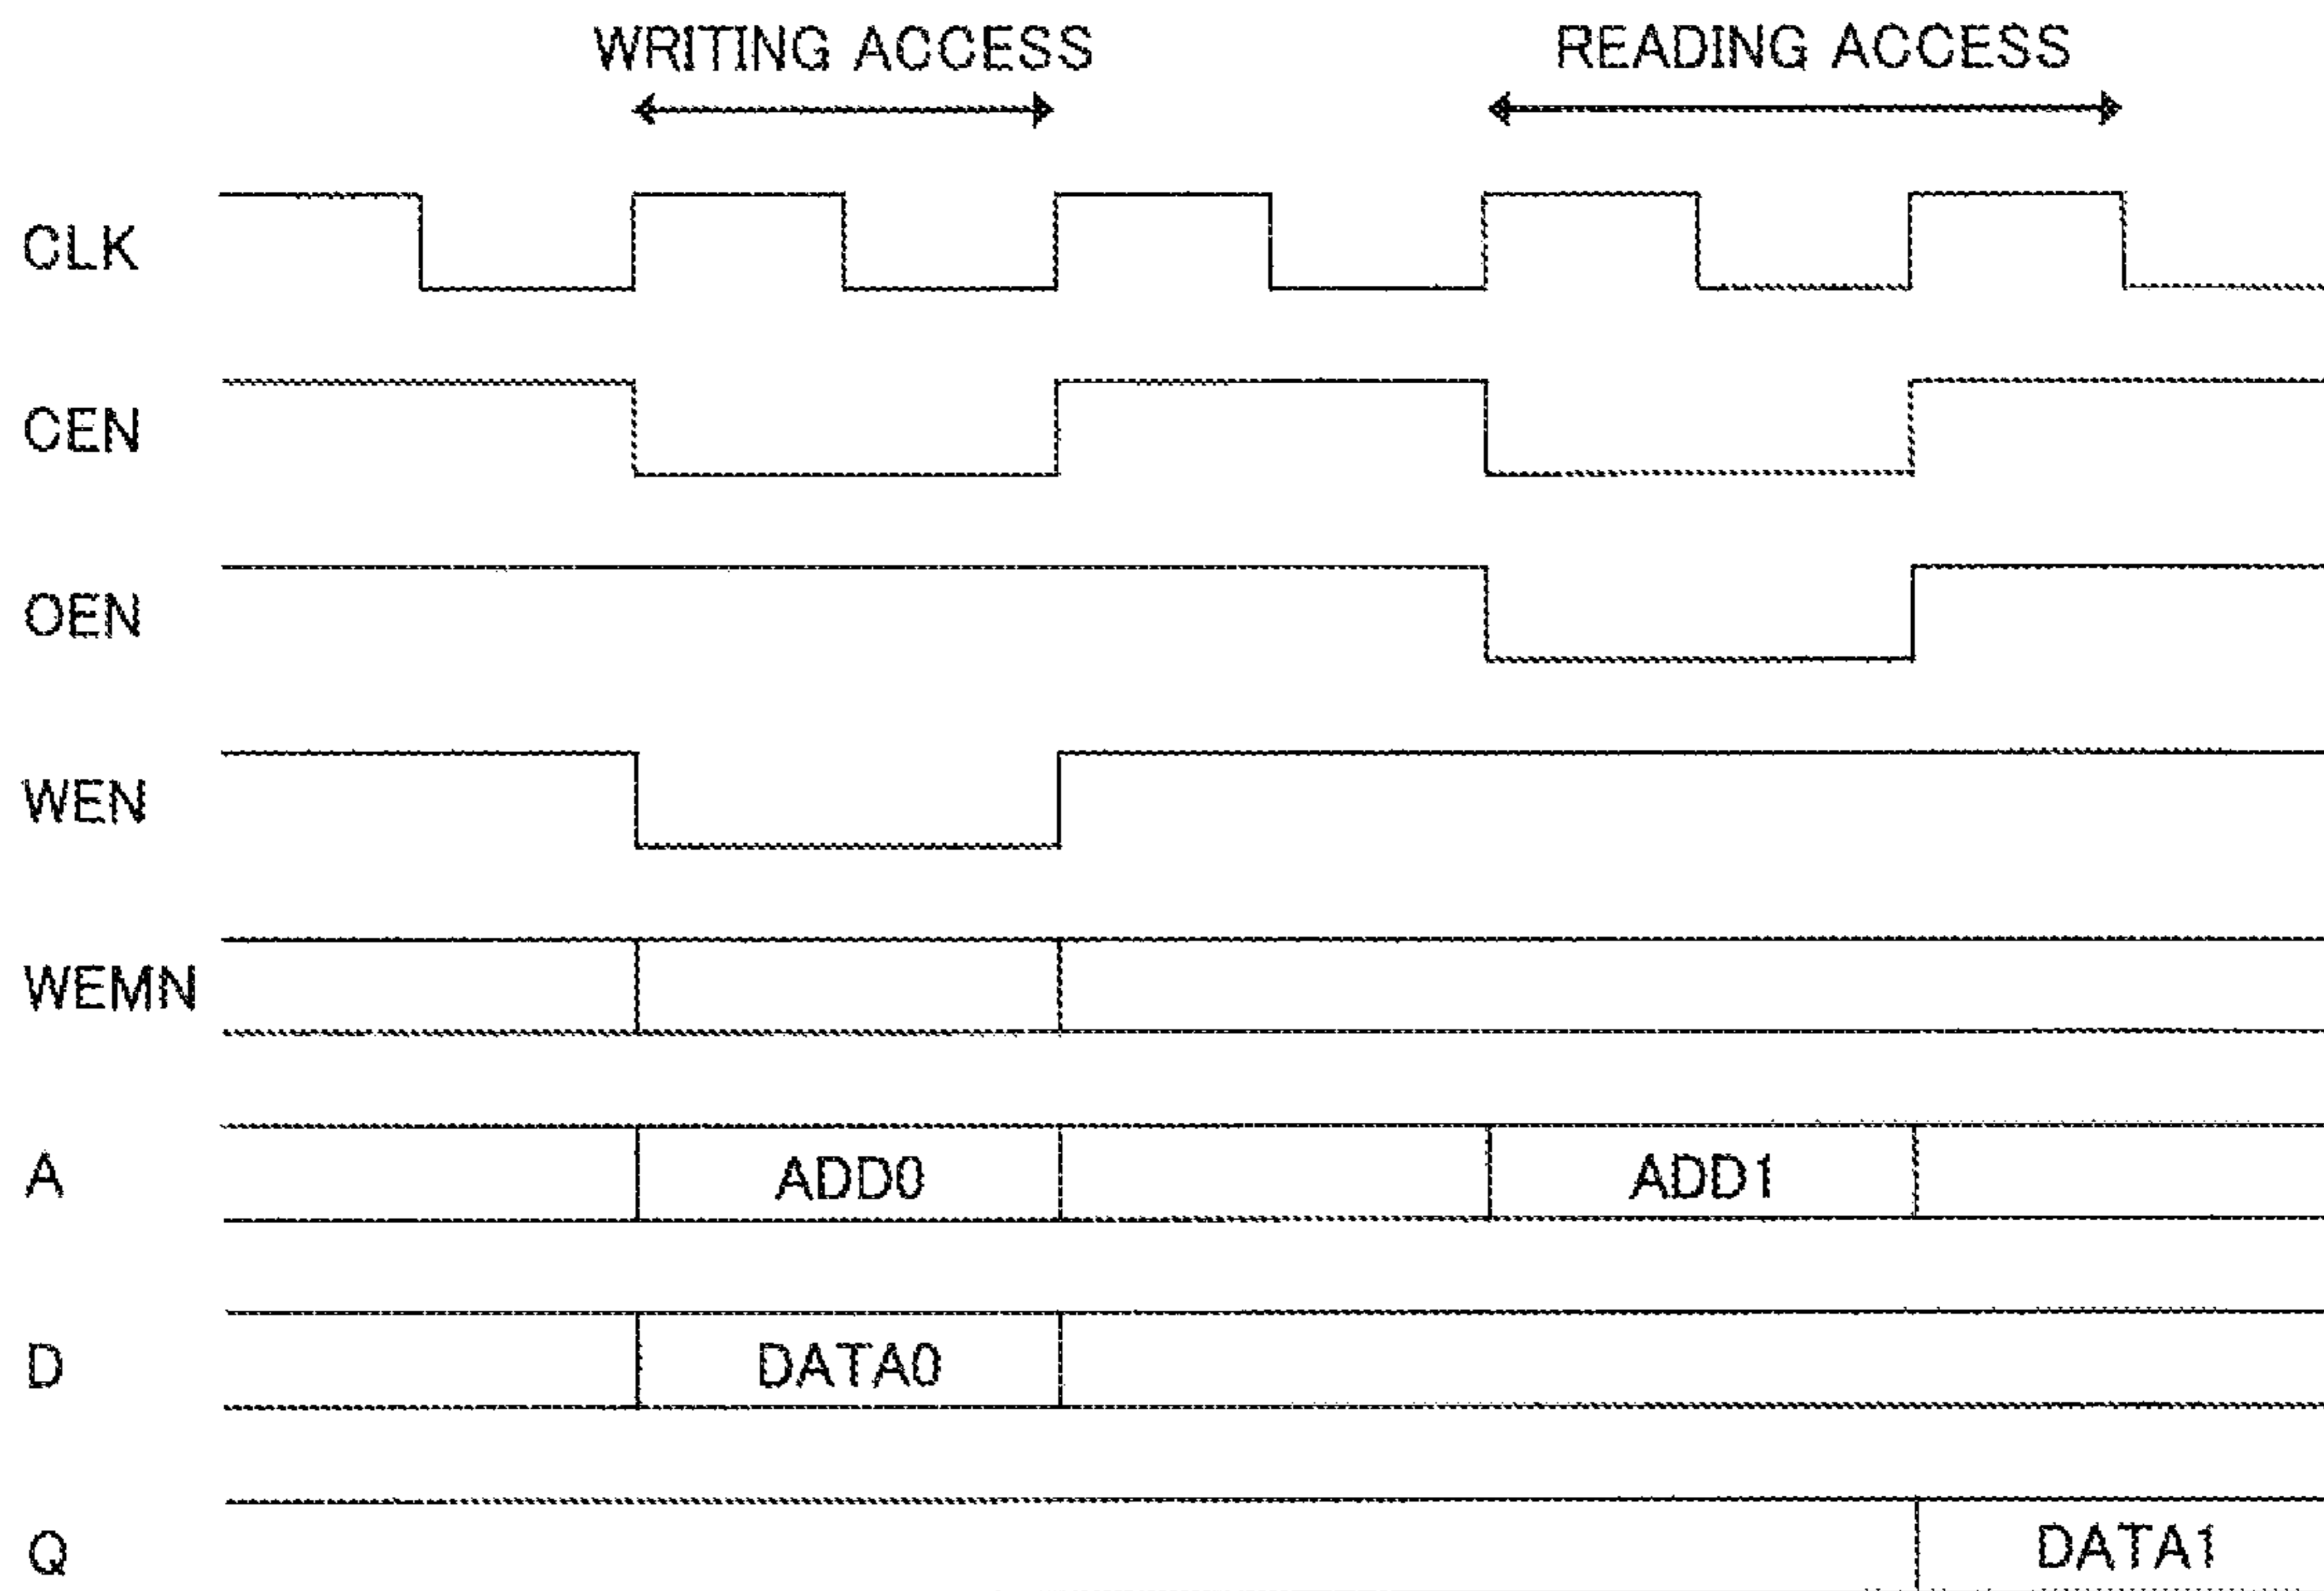 WRITING ACCESS READING ACCESS
CLK
CEN
OEN
WEN
WEMN
A ADD0 ADD1
D DATA0
Q DATA1